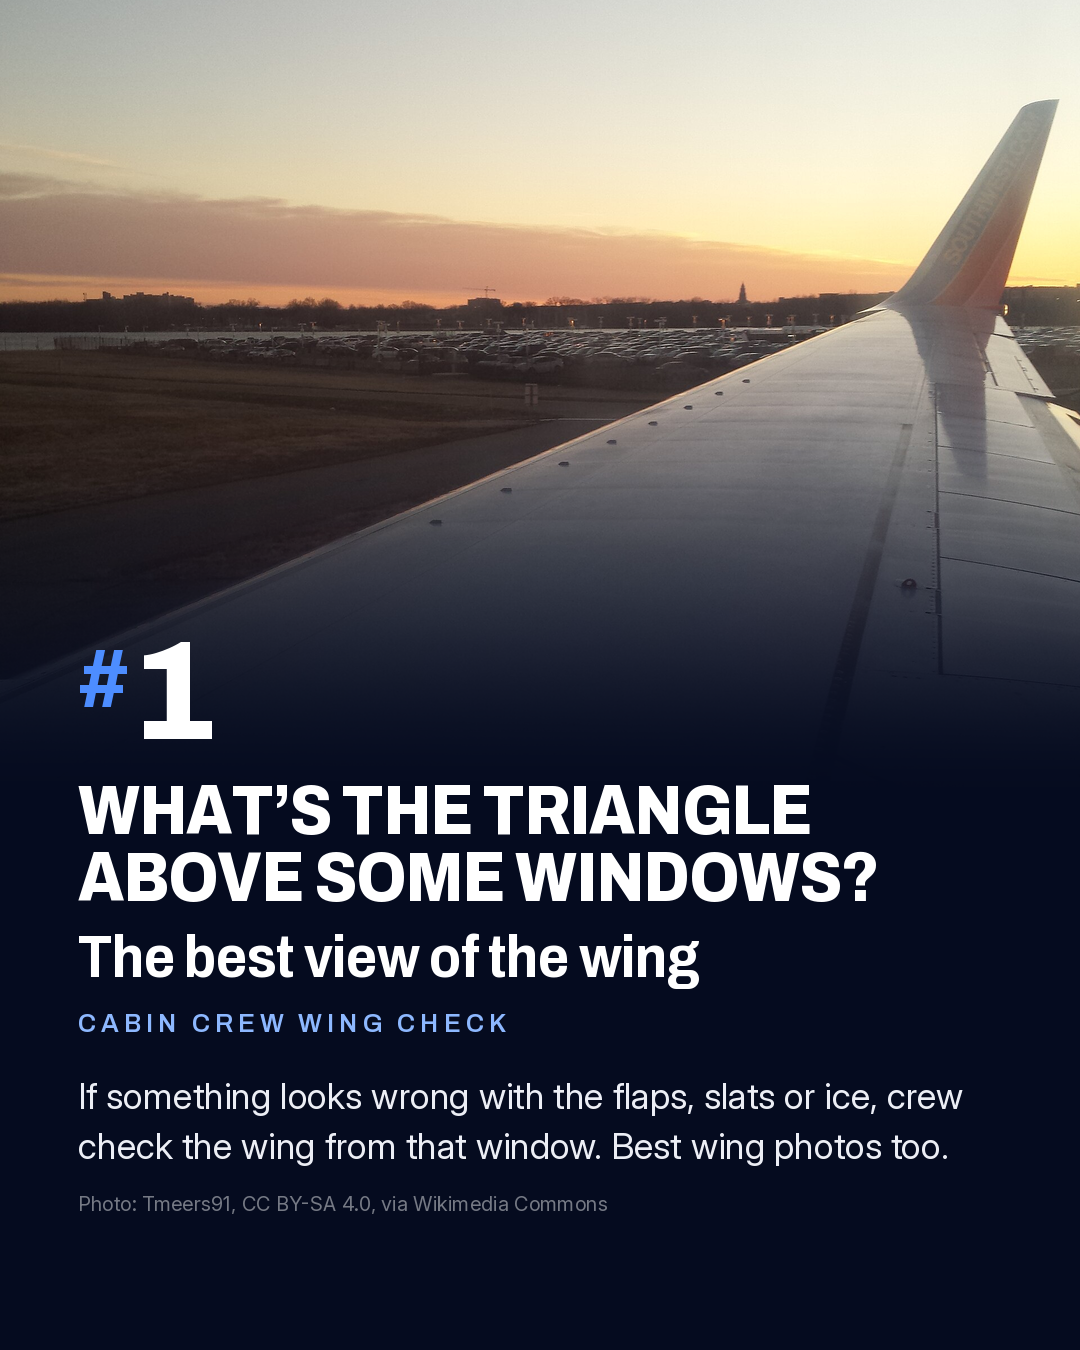 SOUTHWEST.COM
#1
WHAT’S THE TRIANGLE
ABOVE SOME WINDOWS?
The best view of the wing
CABIN CREW WING CHECK
If something looks wrong with the flaps, slats or ice, crew
check the wing from that window. Best wing photos too.
Photo: Tmeers91, CC BY-SA 4.0, via Wikimedia Commons